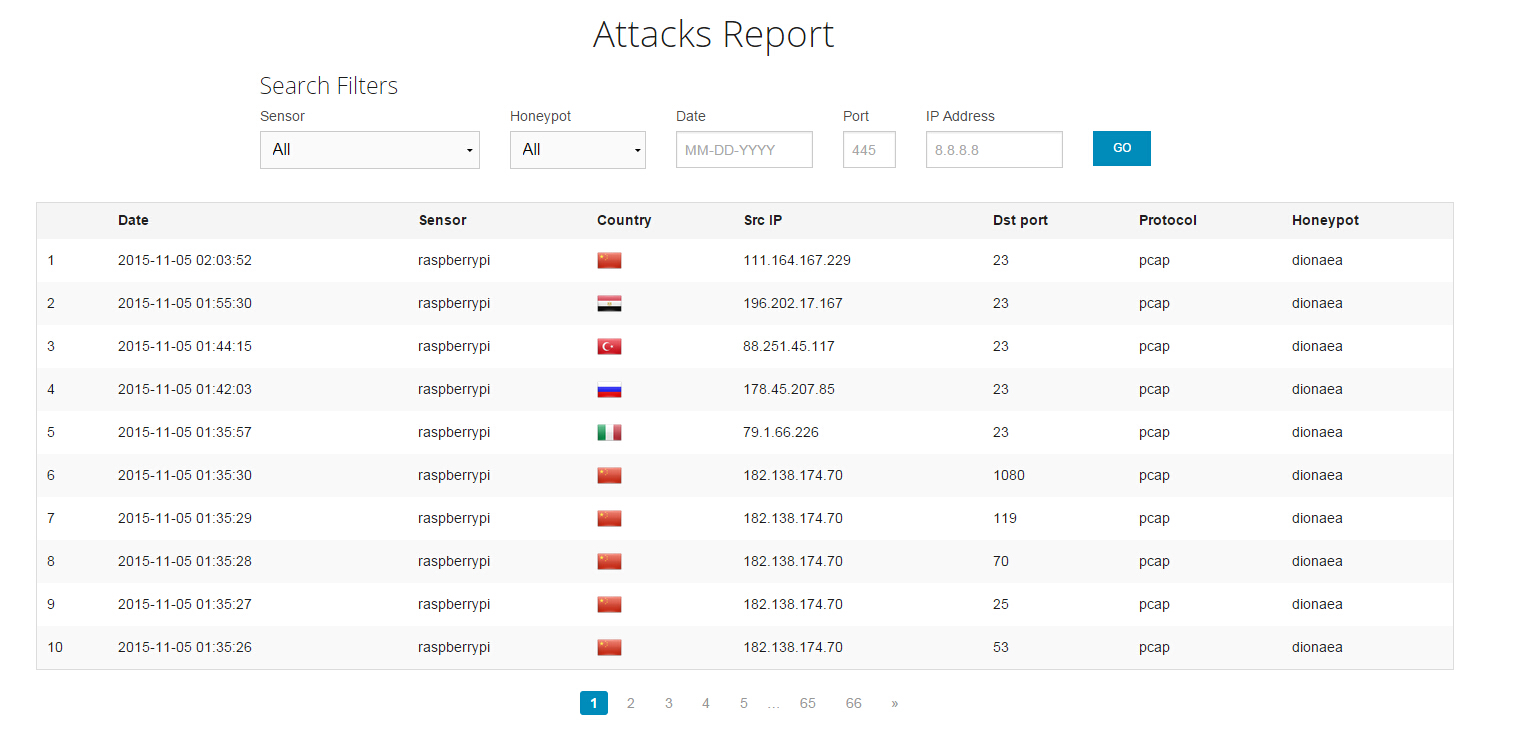 Attacks Report
Search Filters
Sensor Honeypot Date Port IP Address
All All MM-DD-YYYY 445 8.8.8.8 GO
Date Sensor Country Src IP Dst port Protocol Honeypot
1 2015-11-05 02:03:52 raspberrypi 111.164.167.229 23 pcap dionaea
2 2015-11-05 01:55:30 raspberrypi 196.202.17.167 23 pcap dionaea
3 2015-11-05 01:44:15 raspberrypi 88.251.45.117 23 pcap dionaea
4 2015-11-05 01:42:03 raspberrypi 178.45.207.85 23 pcap dionaea
5 2015-11-05 01:35:57 raspberrypi 79.1.66.226 23 pcap dionaea
6 2015-11-05 01:35:30 raspberrypi 182.138.174.70 1080 pcap dionaea
7 2015-11-05 01:35:29 raspberrypi 182.138.174.70 119 pcap dionaea
8 2015-11-05 01:35:28 raspberrypi 182.138.174.70 70 pcap dionaea
9 2015-11-05 01:35:27 raspberrypi 182.138.174.70 25 pcap dionaea
10 2015-11-05 01:35:26 raspberrypi 182.138.174.70 53 pcap dionaea
1 2 3 4 5 ... 65 66 »